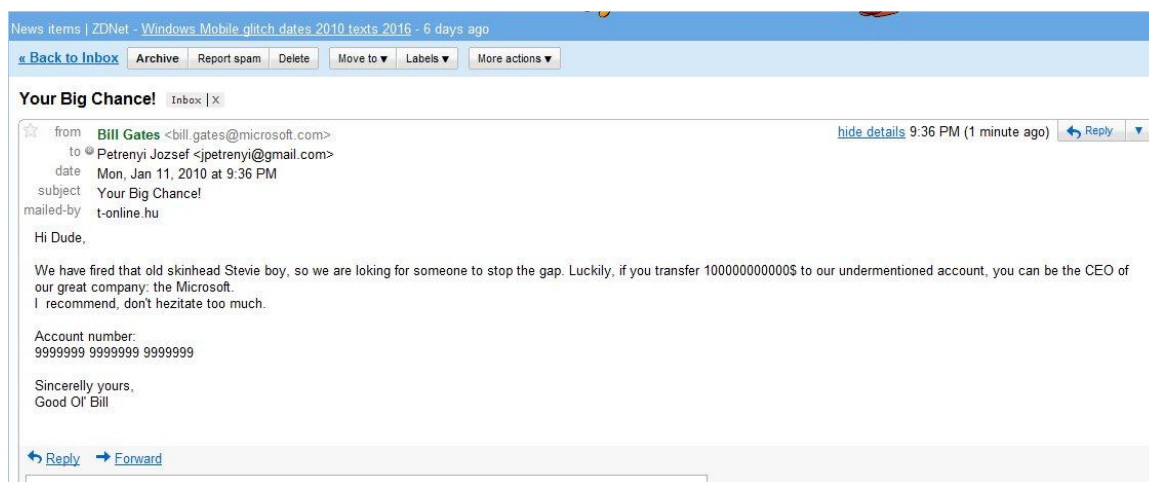 News items | ZDNet - Windows Mobile glitch dates 2010 texts 2016 - 6 days ago
« Back to Inbox Archive Report spam Delete Move to ▼ Labels ▼ More actions ▼
Your Big Chance! Inbox | X
from Bill Gates <bill.gates@microsoft.com> hide details 9:36 PM (1 minute ago) Reply ▼
to Petrenyi Jozsef <jpetrenyi@gmail.com>
date Mon, Jan 11, 2010 at 9:36 PM
subject Your Big Chance!
mailed-by t-online.hu
Hi Dude,
We have fired that old skinhead Stevie boy, so we are loking for someone to stop the gap. Luckily, if you transfer 100000000000$ to our undermentioned account, you can be the CEO of
our great company: the Microsoft.
I recommend, don't hezitate too much.
Account number:
9999999 9999999 9999999
Sincerelly yours,
Good Ol' Bill
Reply Forward